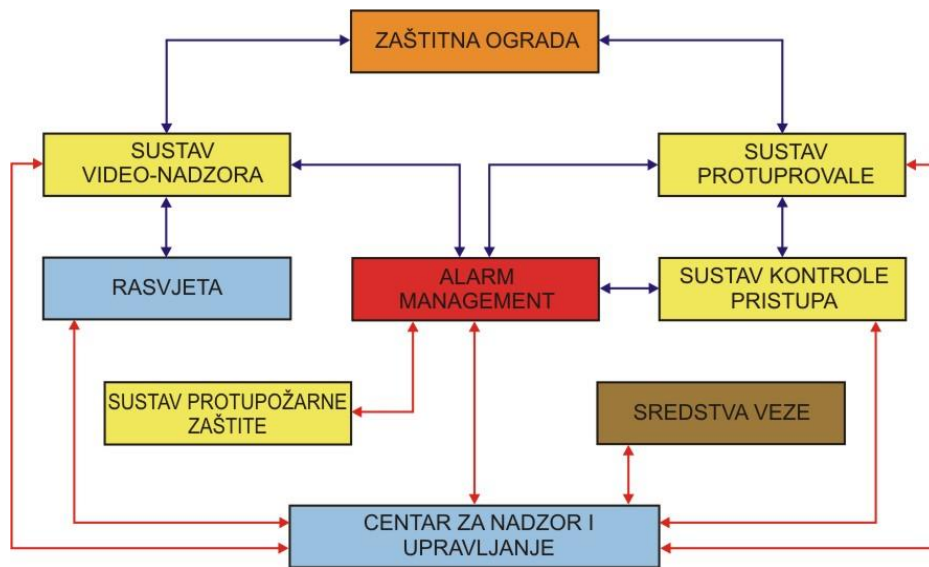 ZAŠTITNA OGRADA
SUSTAV
VIDEO-NADZORA
SUSTAV
PROTUPROVALE
RASVJETA
ALARM
MANAGEMENT
SUSTAV KONTROLE
PRISTUPA
SUSTAV PROTUPOŽARNE
ZAŠTITE
SREDSTVA VEZE
CENTAR ZA NADZOR I
UPRAVLJANJE